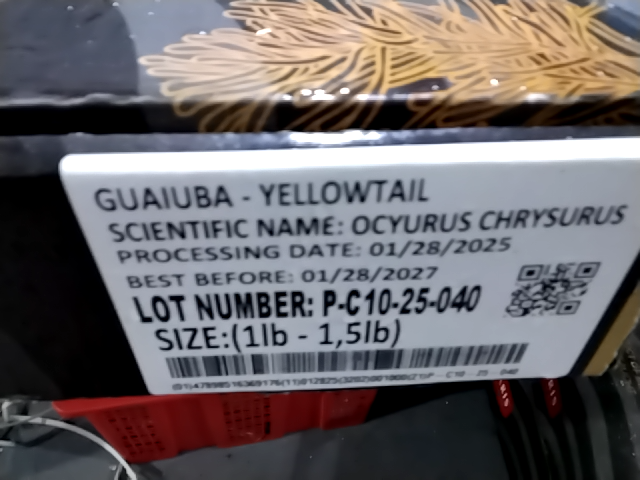 GUAIUBA - YELLOWTAIL
SCIENTIFIC NAME: OCYURUS CHRYSURUS
PROCESSING DATE: 01/28/2025
BEST BEFORE: 01/28/2027
LOT NUMBER: P-C10-25-040
SIZE:(1lb - 1,5lb)